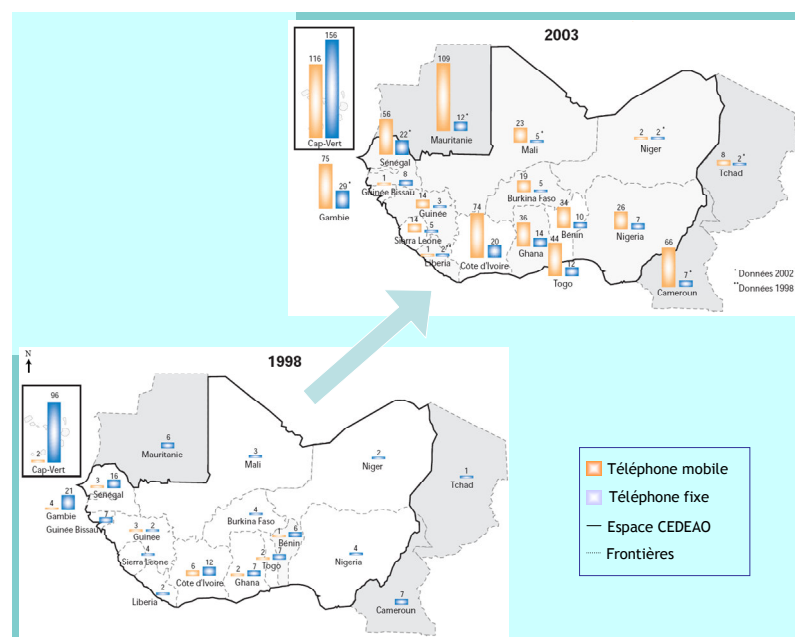 2003
116
156
Cap-Vert
109
12*
Mauritanie
56
22*
Sénégal
75
29*
Gambie
1
8
Guinée Bissau
14
3
Guinée
14
5
Sierra Leone
1
2**
Liberia
23
5*
Mali
2
2*
Niger
8
2*
Tchad
19
5
Burkina Faso
74
20
Côte d'Ivoire
36
14
Ghana
44
12
Togo
34
10
Bénin
26
7
Nigeria
66
7*
Cameroun
* Données 2002
** Données 1998
N
1998
2
96
Cap-Vert
6
Mauritanie
3
Mali
2
Niger
1
Tchad
3
16
Sénégal
4
21
Gambie
7
Guinée Bissau
3
2
Guinée
4
Sierra Leone
2
Liberia
4
Burkina Faso
6
12
Côte d'Ivoire
2
7
Ghana
2
7
Togo
1
6
Bénin
4
Nigeria
7
Cameroun
Téléphone mobile
Téléphone fixe
Espace CEDEAO
Frontières